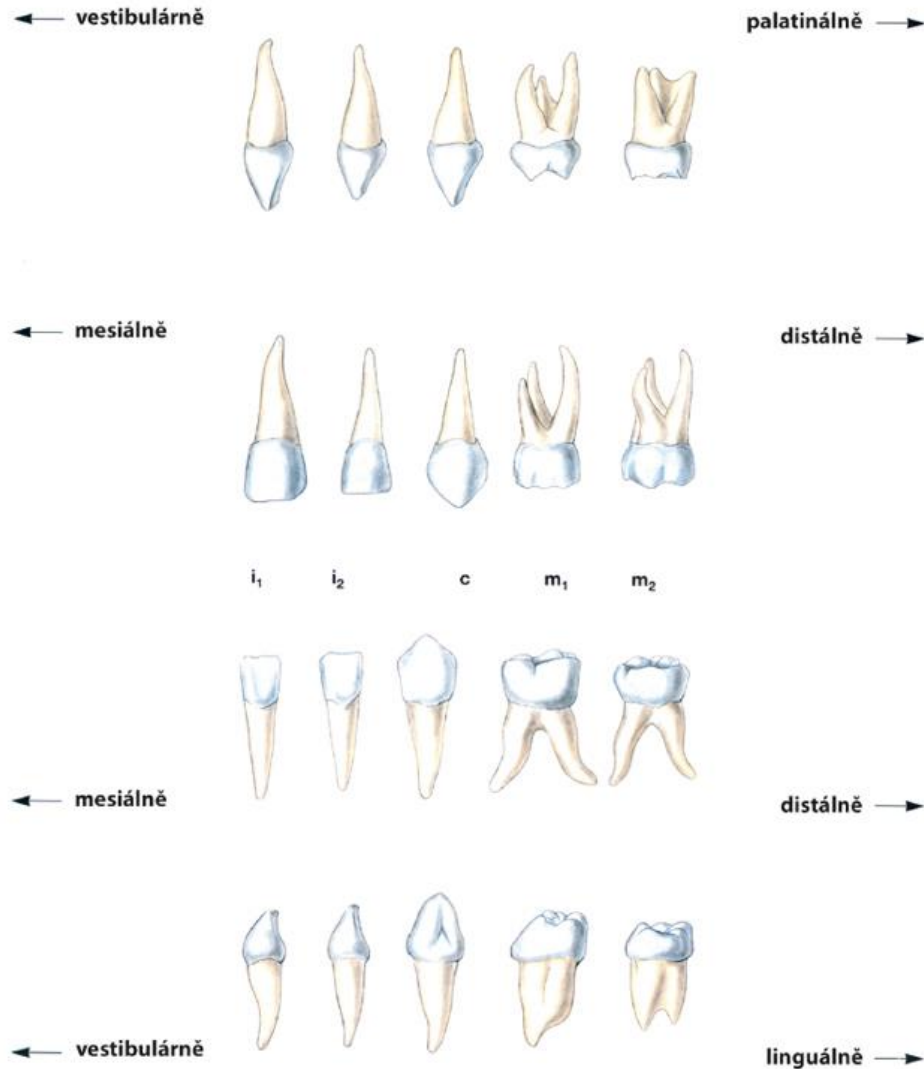 vestibulárně palatinálně
mesiálně distálně
i₁ i₂ c m₁ m₂
mesiálně distálně
vestibulárně linguálně